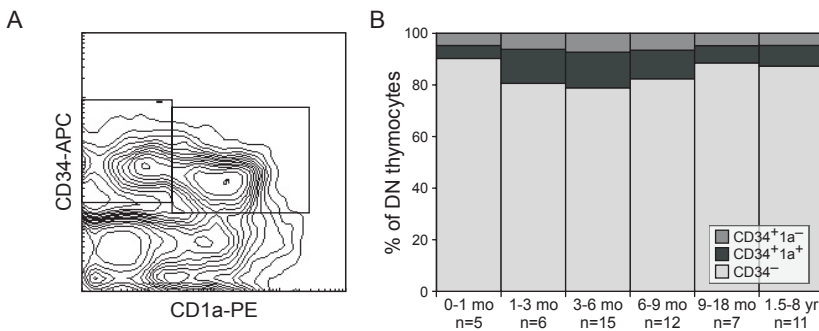 A
CD34-APC
CD1a-PE
B
% of DN thymocytes
100
80
60
40
20
0
CD34+1a−
CD34+1a+
CD34−
0-1 mo 1-3 mo 3-6 mo 6-9 mo 9-18 mo 1.5-8 yr
n=5 n=6 n=15 n=12 n=7 n=11